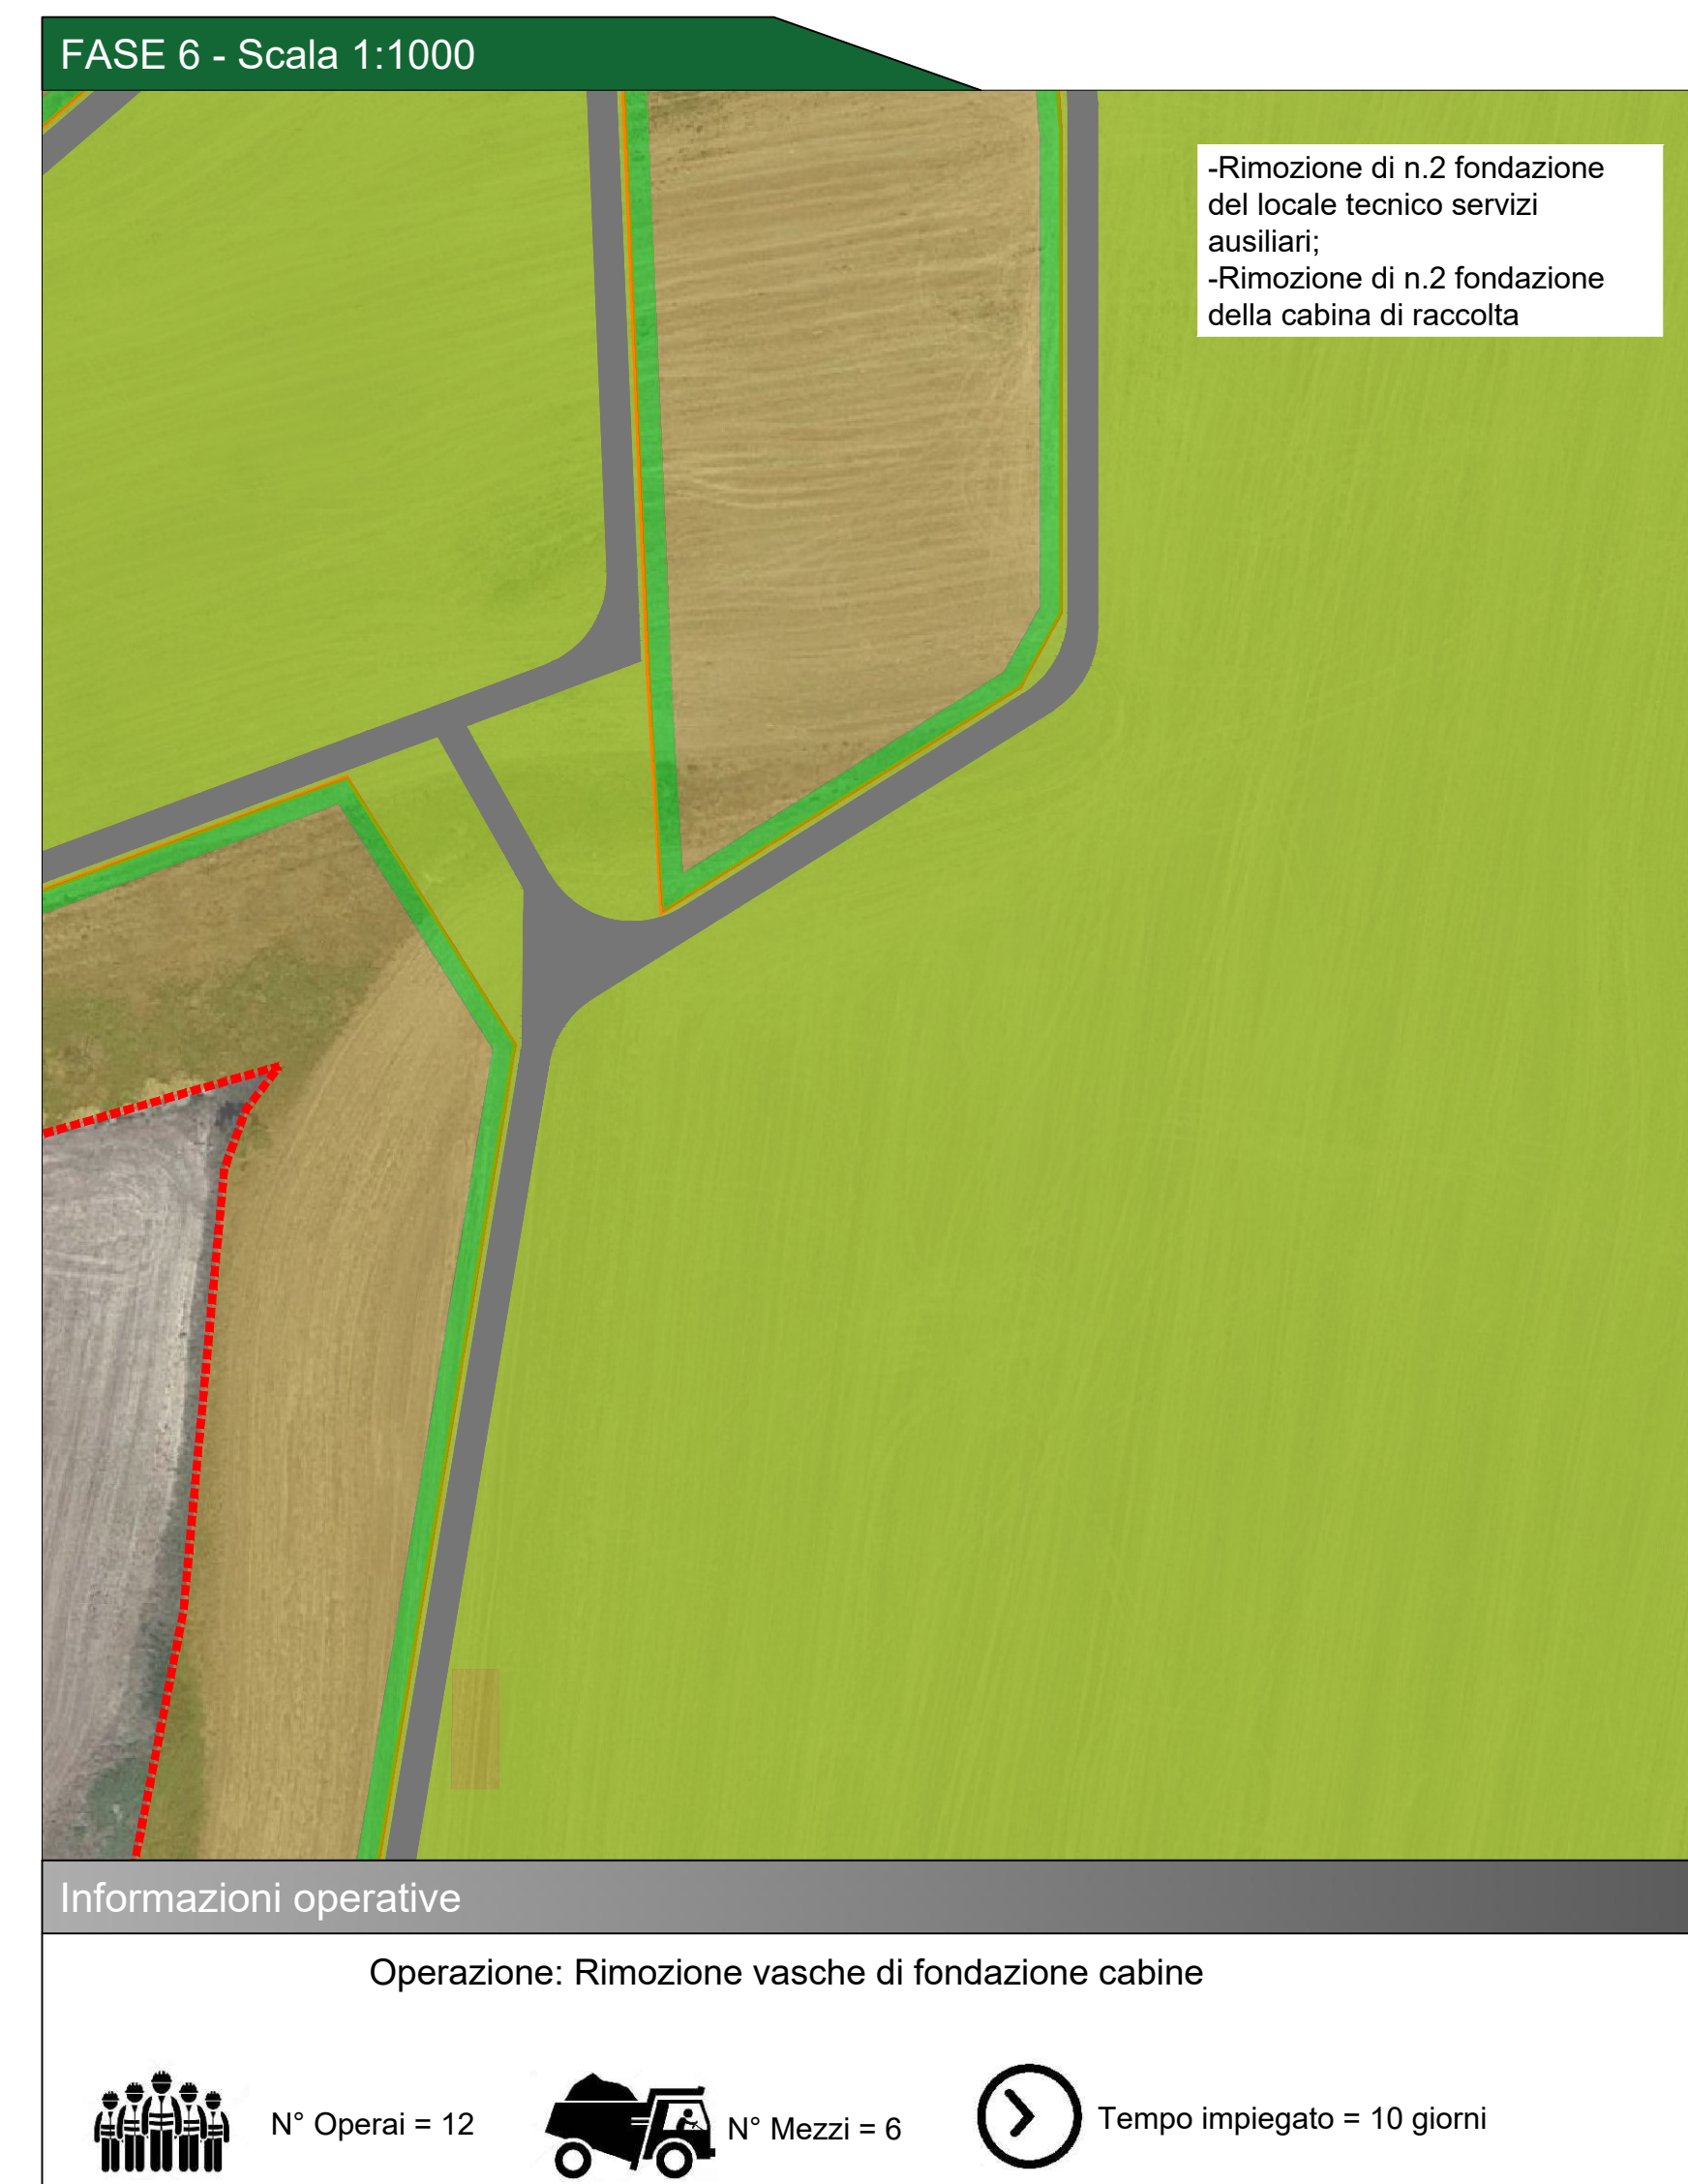 FASE 6 - Scala 1:1000
-Rimozione di n.2 fondazione
del locale tecnico servizi
ausiliari;
-Rimozione di n.2 fondazione
della cabina di raccolta
Informazioni operative
Operazione: Rimozione vasche di fondazione cabine
N° Operai = 12
N° Mezzi = 6
Tempo impiegato = 10 giorni